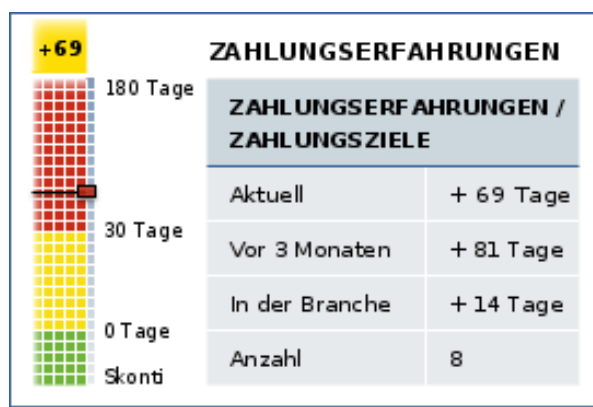 +69
ZAHLUNGSERFAHRUNGEN
180 Tage
30 Tage
0 Tage
Skonti
ZAHLUNGSERFAHRUNGEN /
ZAHLUNGSZIELE
Aktuell + 69 Tage
Vor 3 Monaten + 81 Tage
In der Branche + 14 Tage
Anzahl 8